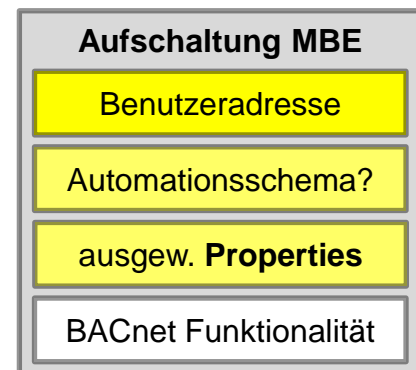 Aufschaltung MBE
Benutzeradresse
Automationsschema?
ausgew. Properties
BACnet Funktionalität